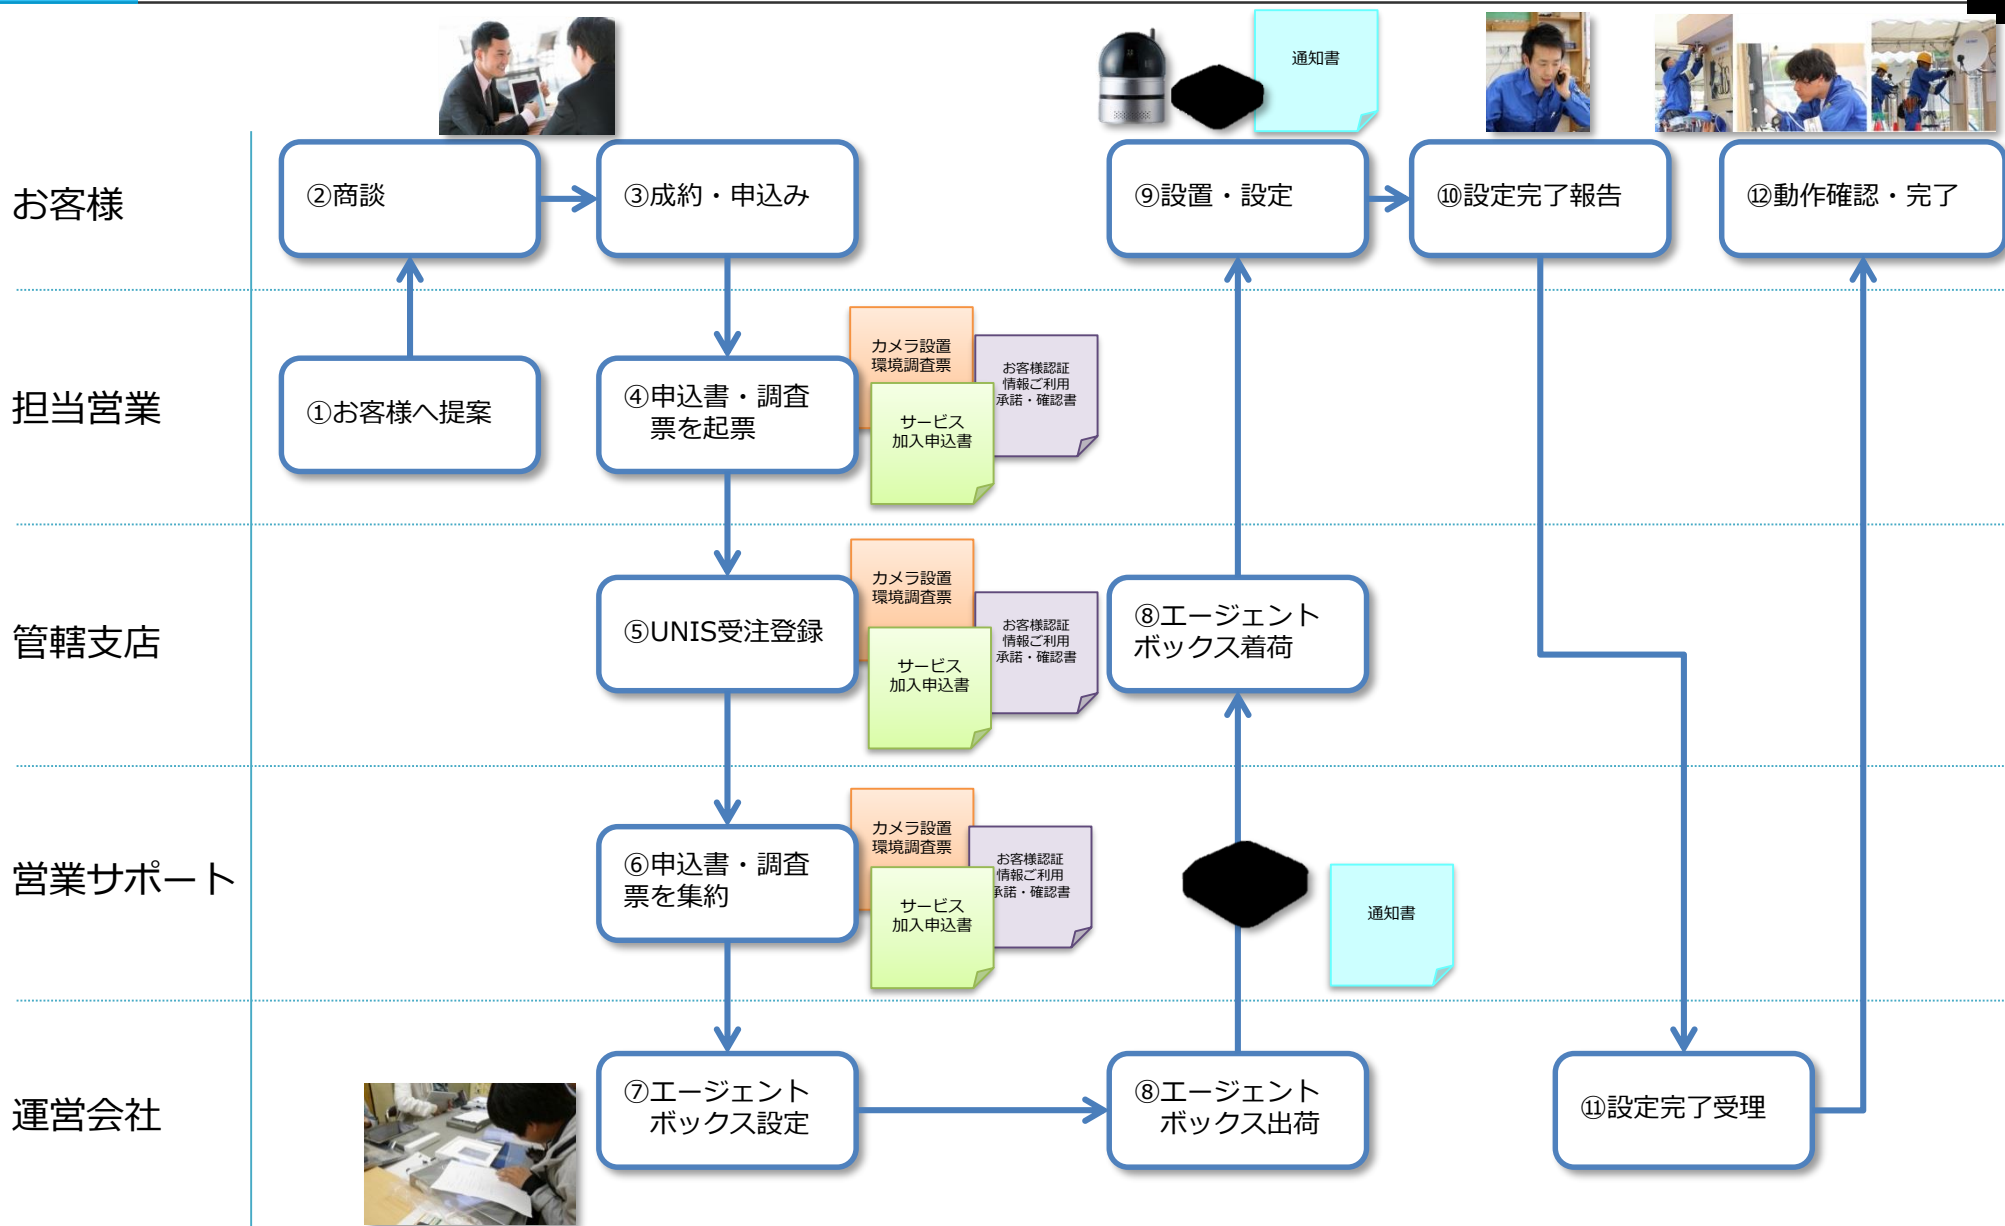 通知書
お客様
②商談
③成約・申込み
⑨設置・設定
⑩設定完了報告
⑫動作確認・完了
担当営業
①お客様へ提案
④申込書・調査
票を起票
カメラ設置
環境調査票
お客様認証
情報ご利用
承諾・確認書
サービス
加入申込書
管轄支店
⑤UNIS受注登録
カメラ設置
環境調査票
お客様認証
情報ご利用
承諾・確認書
サービス
加入申込書
⑧エージェント
ボックス着荷
営業サポート
⑥申込書・調査
票を集約
カメラ設置
環境調査票
お客様認証
情報ご利用
承諾・確認書
サービス
加入申込書
通知書
運営会社
⑦エージェント
ボックス設定
⑧エージェント
ボックス出荷
⑪設定完了受理